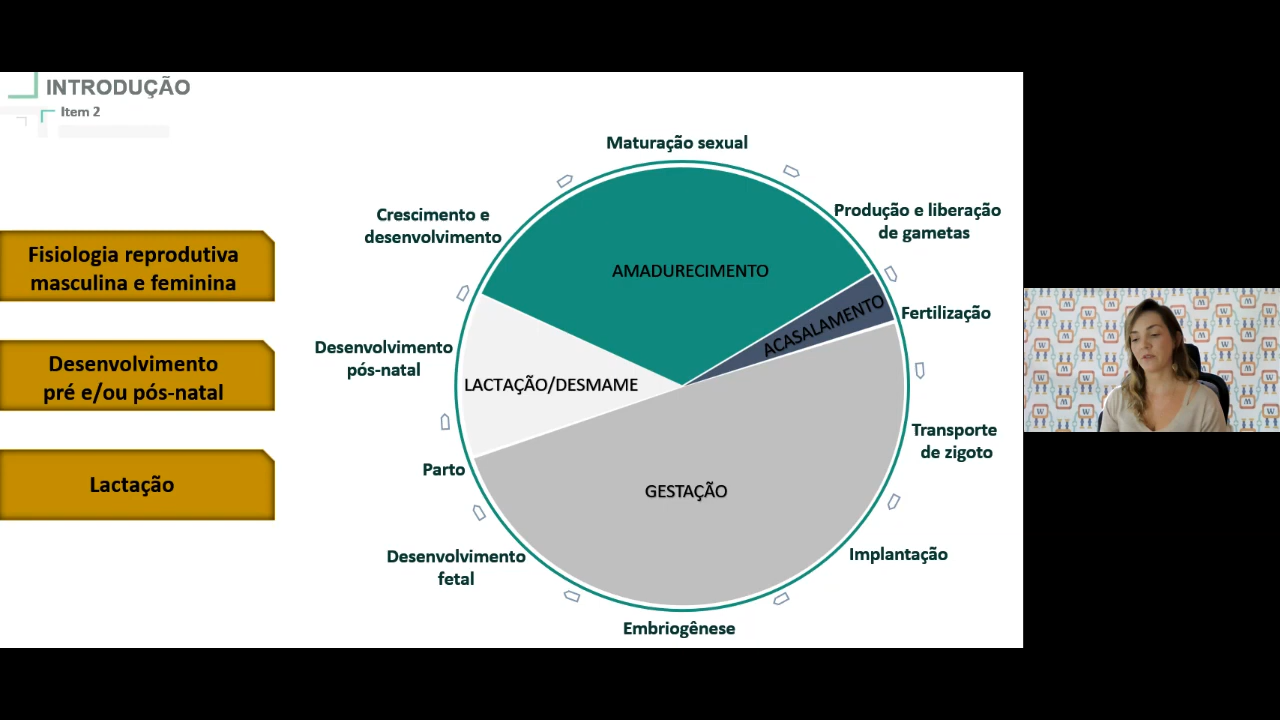 INTRODUÇÃO
Item 2
Fisiologia reprodutiva
masculina e feminina
Desenvolvimento
pré e/ou pós-natal
Lactação
Maturação sexual
Produção e liberação
de gametas
Fertilização
Transporte
de zigoto
Implantação
Embriogênese
Desenvolvimento
fetal
Parto
Desenvolvimento
pós-natal
Crescimento e
desenvolvimento
AMADURECIMENTO
ACASALAMENTO
LACTAÇÃO/DESMAME
GESTAÇÃO